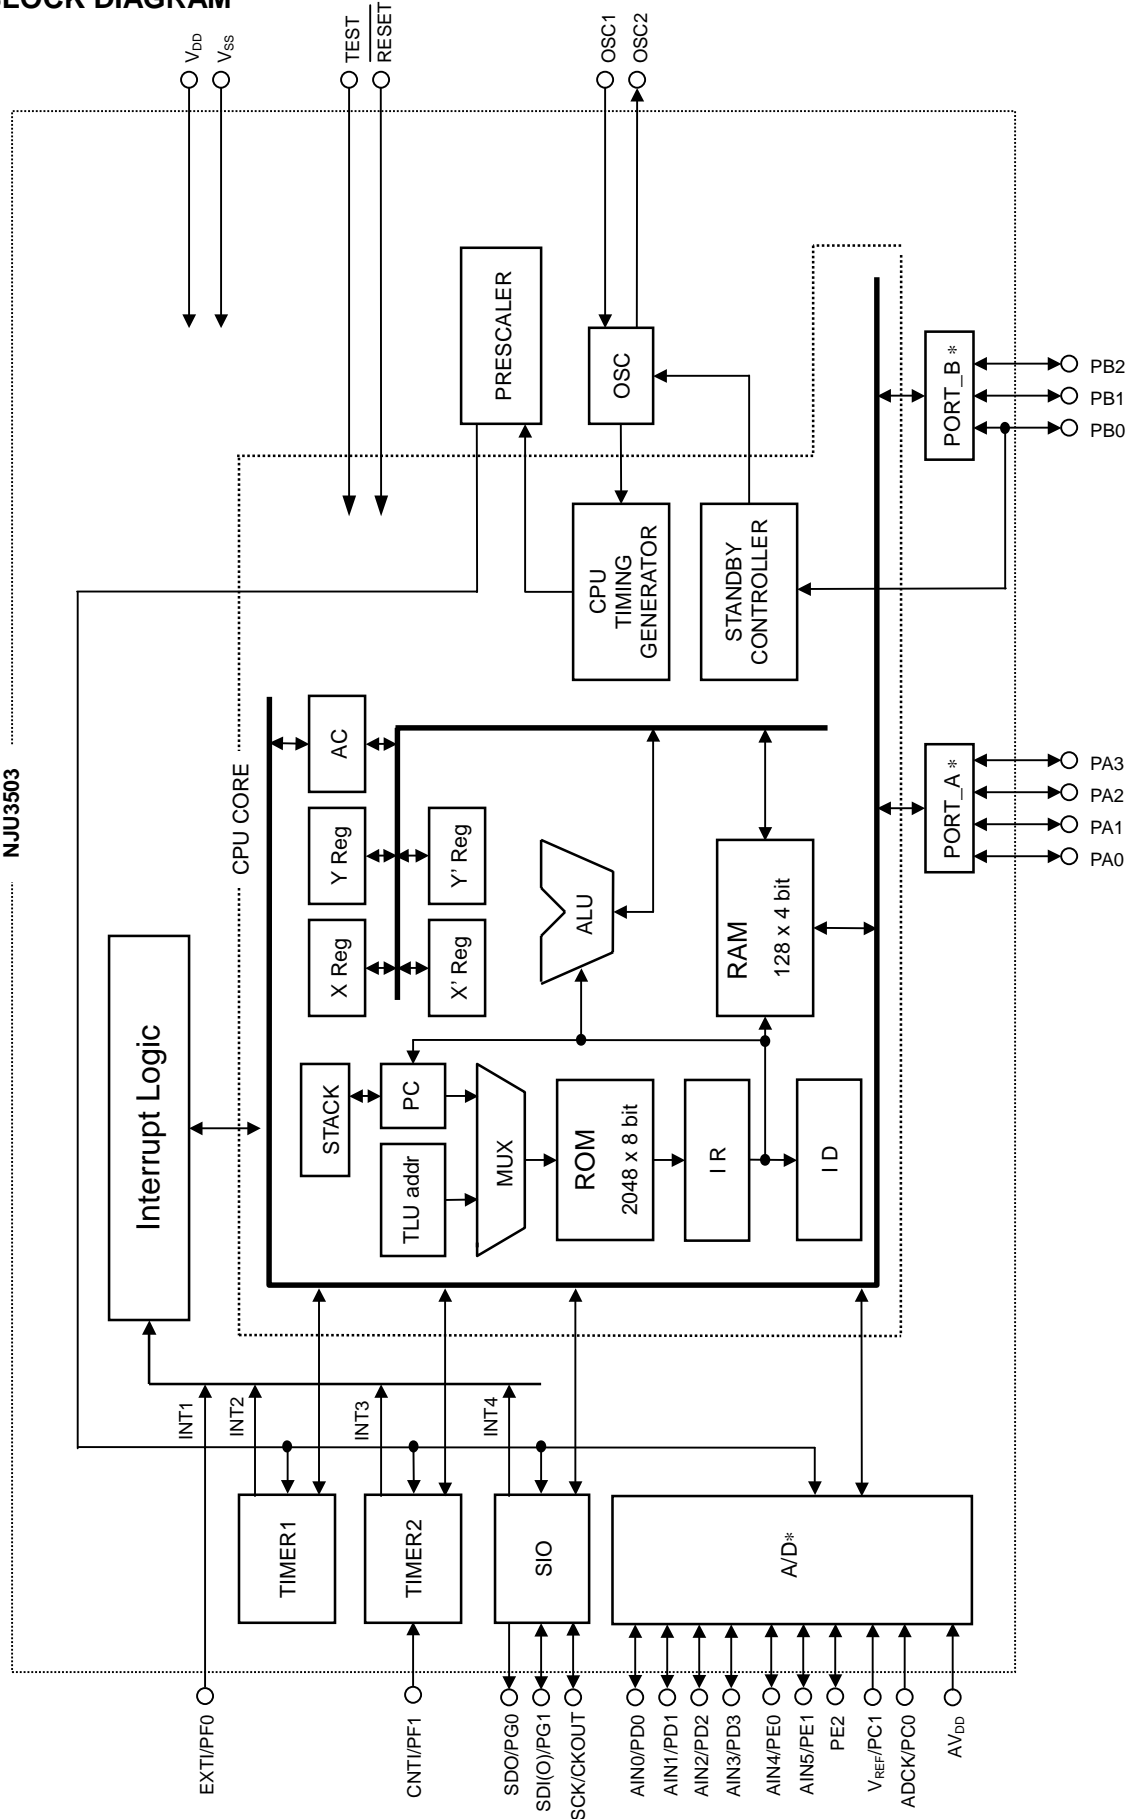 BLOCK DIAGRAM
VDD
VSS
TEST
RESET
OSC1
OSC2
NJU3503
PRESCALER
OSC
PORT_B *
PB2
PB1
PB0
CPU TIMING GENERATOR
STANDBY CONTROLLER
CPU CORE
AC
Y Reg
Y' Reg
X Reg
X' Reg
ALU
RAM
128 x 4 bit
PORT_A *
PA3
PA2
PA1
PA0
Interrupt Logic
STACK
PC
TLU addr
MUX
ROM
2048 x 8 bit
I R
I D
INT1
INT2
INT3
INT4
TIMER1
TIMER2
SIO
A/D*
EXTI/PF0
CNTI/PF1
SDO/PG0
SDI(O)/PG1
SCK/CKOUT
AIN0/PD0
AIN1/PD1
AIN2/PD2
AIN3/PD3
AIN4/PE0
AIN5/PE1
PE2
VREF/PC1
ADCK/PC0
AVDD